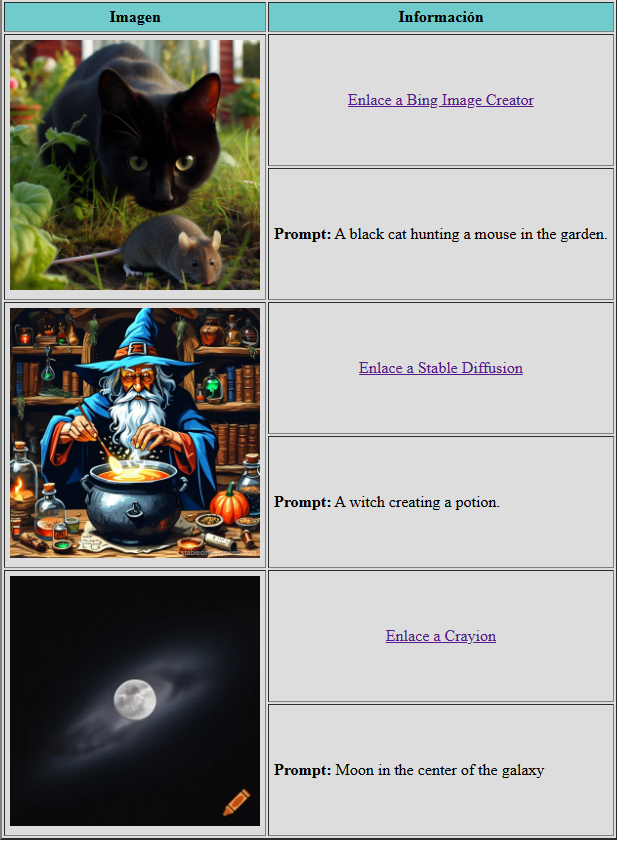 Imagen
Información
Enlace a Bing Image Creator
Prompt: A black cat hunting a mouse in the garden.
Enlace a Stable Diffusion
Prompt: A witch creating a potion.
Enlace a Crayion
Prompt: Moon in the center of the galaxy